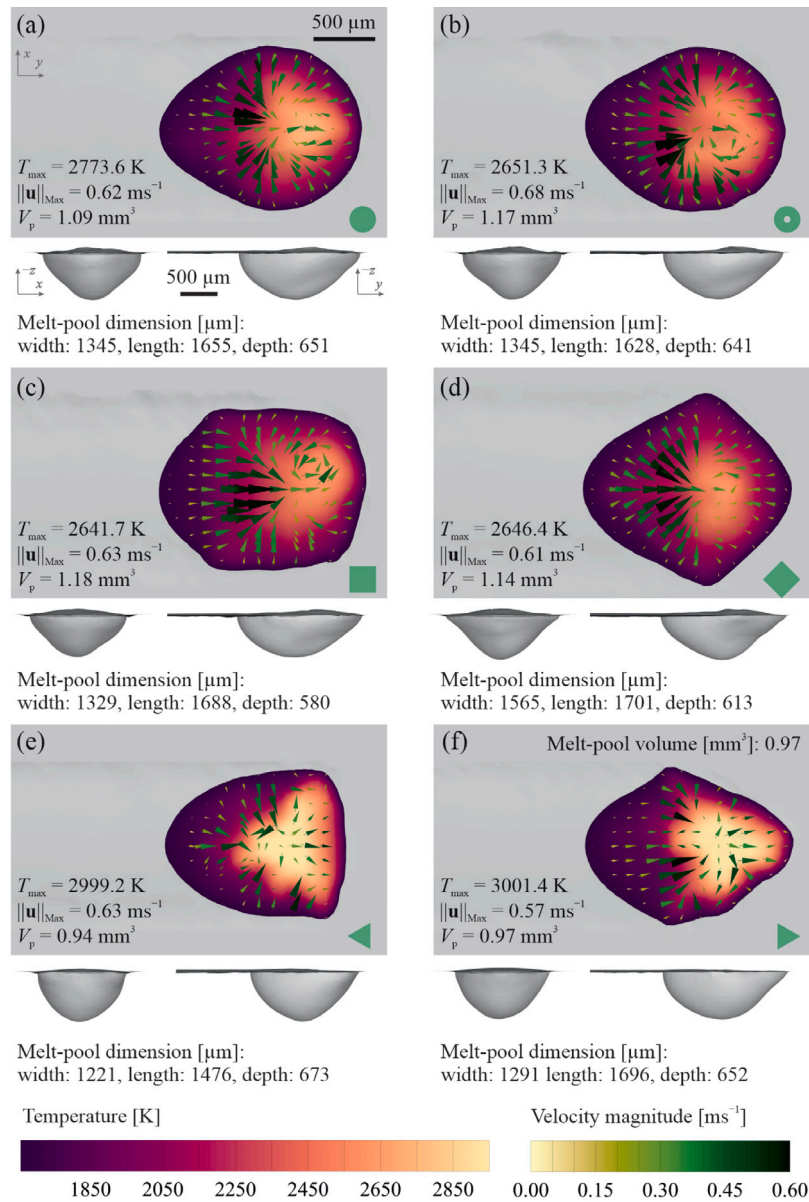 (a)
500 µm
x
y
T_max = 2773.6 K
||u||_Max = 0.62 ms⁻¹
V_p = 1.09 mm³
−z
x
500 µm
−z
y
Melt-pool dimension [µm]:
width: 1345, length: 1655, depth: 651
(b)
T_max = 2651.3 K
||u||_Max = 0.68 ms⁻¹
V_p = 1.17 mm³
Melt-pool dimension [µm]:
width: 1345, length: 1628, depth: 641
(c)
T_max = 2641.7 K
||u||_Max = 0.63 ms⁻¹
V_p = 1.18 mm³
Melt-pool dimension [µm]:
width: 1329, length: 1688, depth: 580
(d)
T_max = 2646.4 K
||u||_Max = 0.61 ms⁻¹
V_p = 1.14 mm³
Melt-pool dimension [µm]:
width: 1565, length: 1701, depth: 613
(e)
T_max = 2999.2 K
||u||_Max = 0.63 ms⁻¹
V_p = 0.94 mm³
Melt-pool dimension [µm]:
width: 1221, length: 1476, depth: 673
(f)
Melt-pool volume [mm³]: 0.97
T_max = 3001.4 K
||u||_Max = 0.57 ms⁻¹
V_p = 0.97 mm³
Melt-pool dimension [µm]:
width: 1291 length: 1696, depth: 652
Temperature [K]
1850 2050 2250 2450 2650 2850
Velocity magnitude [ms⁻¹]
0.00 0.15 0.30 0.45 0.60